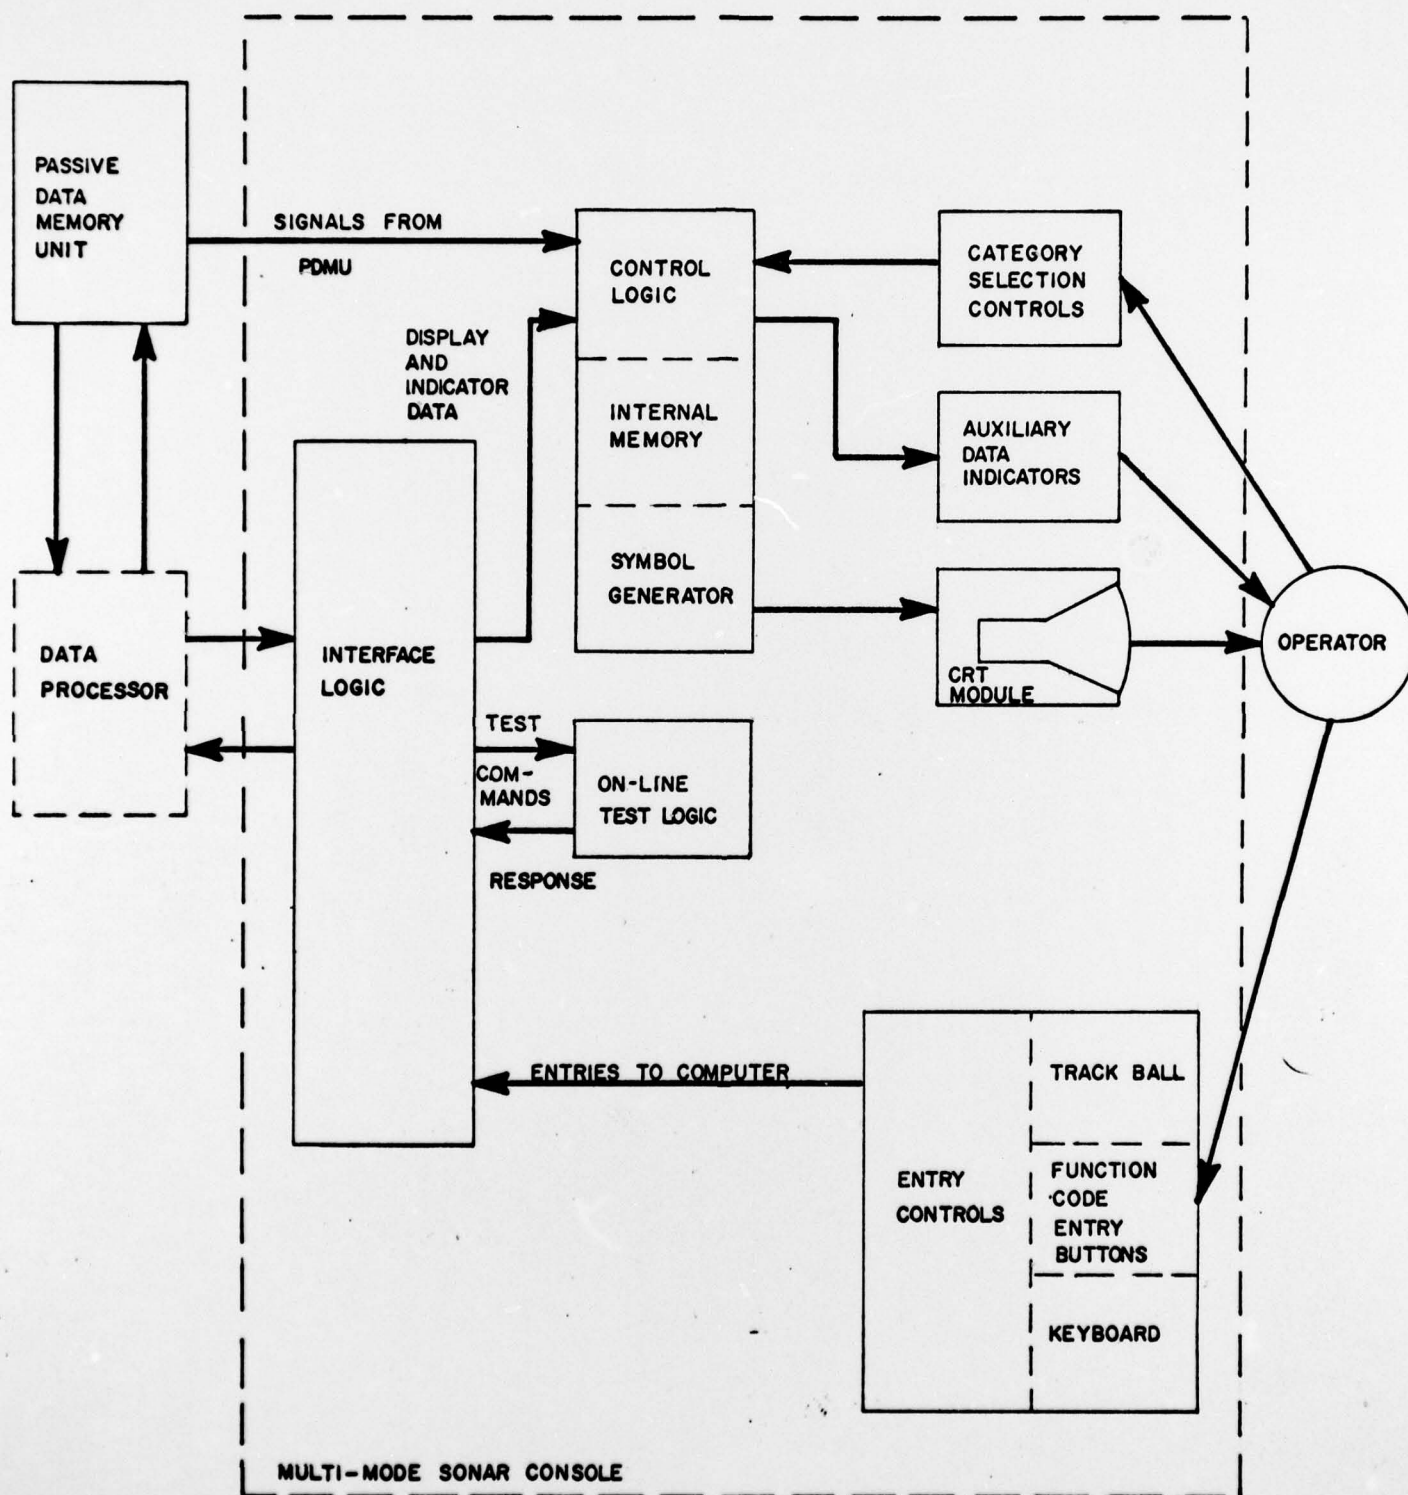 PASSIVE
DATA
MEMORY
UNIT
SIGNALS FROM
PDMU
CONTROL
LOGIC
CATEGORY
SELECTION
CONTROLS
DISPLAY
AND
INDICATOR
DATA
INTERNAL
MEMORY
AUXILIARY
DATA
INDICATORS
SYMBOL
GENERATOR
CRT
MODULE
OPERATOR
DATA
PROCESSOR
INTERFACE
LOGIC
TEST
COM-
MANDS
ON-LINE
TEST LOGIC
RESPONSE
ENTRIES TO COMPUTER
ENTRY
CONTROLS
TRACK BALL
FUNCTION
CODE
ENTRY
BUTTONS
KEYBOARD
MULTI-MODE SONAR CONSOLE